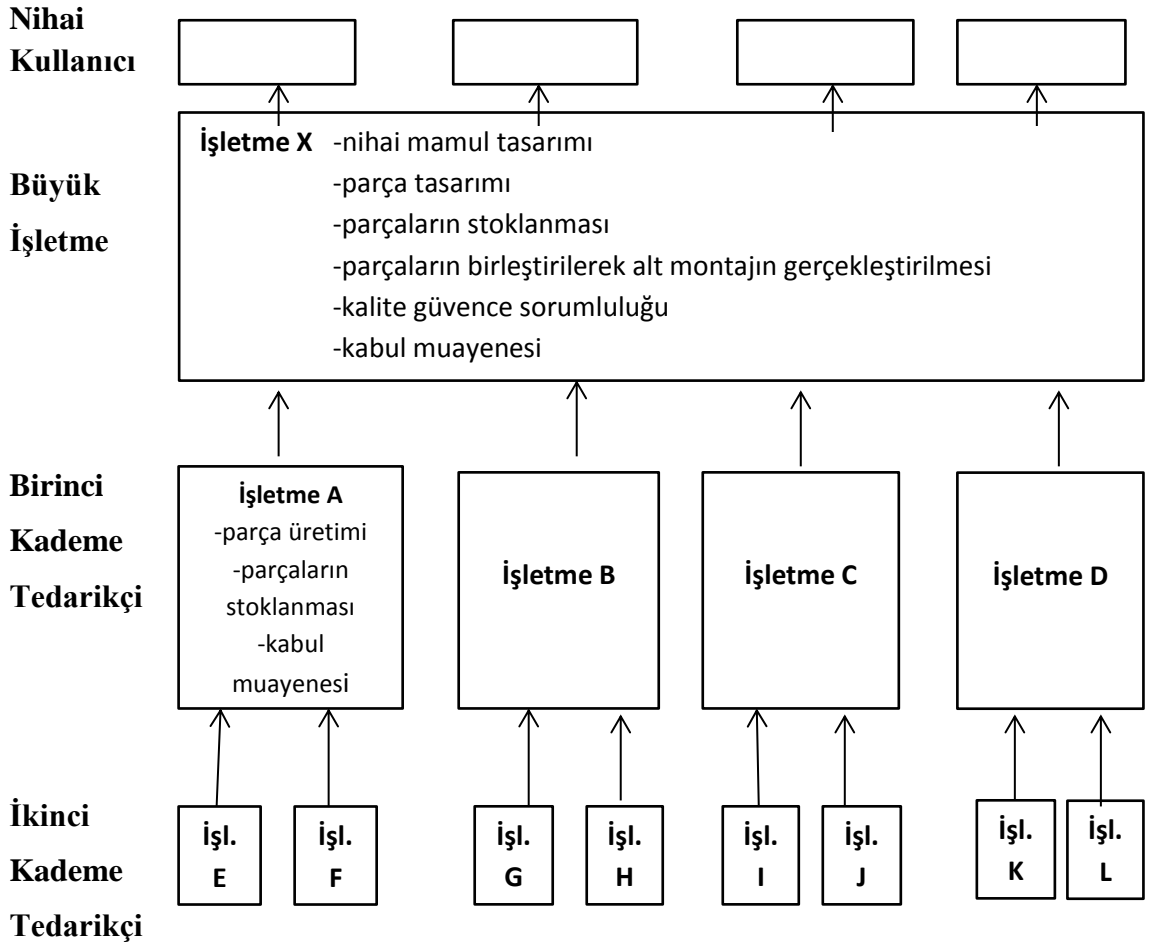 Nihai
Kullanıcı
İşletme X -nihai mamul tasarımı
-parça tasarımı
-parçaların stoklanması
-parçaların birleştirilerek alt montajın gerçekleştirilmesi
-kalite güvence sorumluluğu
-kabul muayenesi
Büyük
İşletme
Birinci
Kademe
Tedarikçi
İşletme A
-parça üretimi
-parçaların
stoklanması
-kabul
muayenesi
İşletme B
İşletme C
İşletme D
İkinci
Kademe
Tedarikçi
İşl.
E
İşl.
F
İşl.
G
İşl.
H
İşl.
I
İşl.
J
İşl.
K
İşl.
L